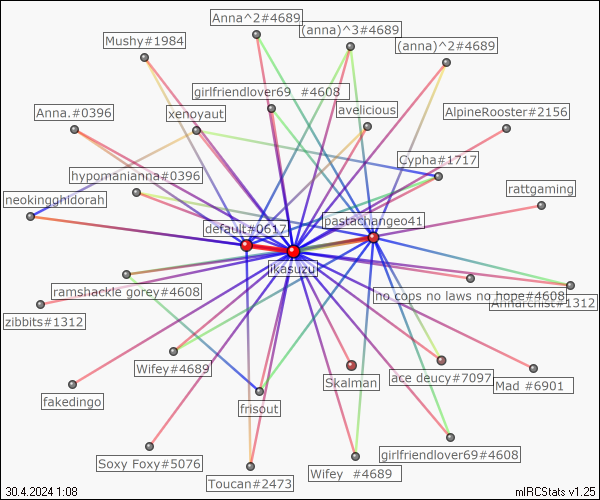 Anna^2#4689
(anna)^3#4689
Mushy#1984
(anna)^2#4689
girlfriendlover69 #4608
avelicious
Anna.#0396
xenoyaut
AlpineRooster#2156
Cypha#1717
hypomanianna#0396
rattgaming
neokingghidorah
default#0617
pastachangeo41
ikasuzu
ramshackle gorey#4608
no cops no laws no hope#4608
Annarchist#1312
zibbits#1312
Wifey#4689
Skalman
ace deucy#7097
Mad #6901
fakedingo
frisout
Soxy Foxy#5076
girlfriendlover69#4608
Toucan#2473
Wifey #4689
30.4.2024 1:08
mIRCStats v1.25